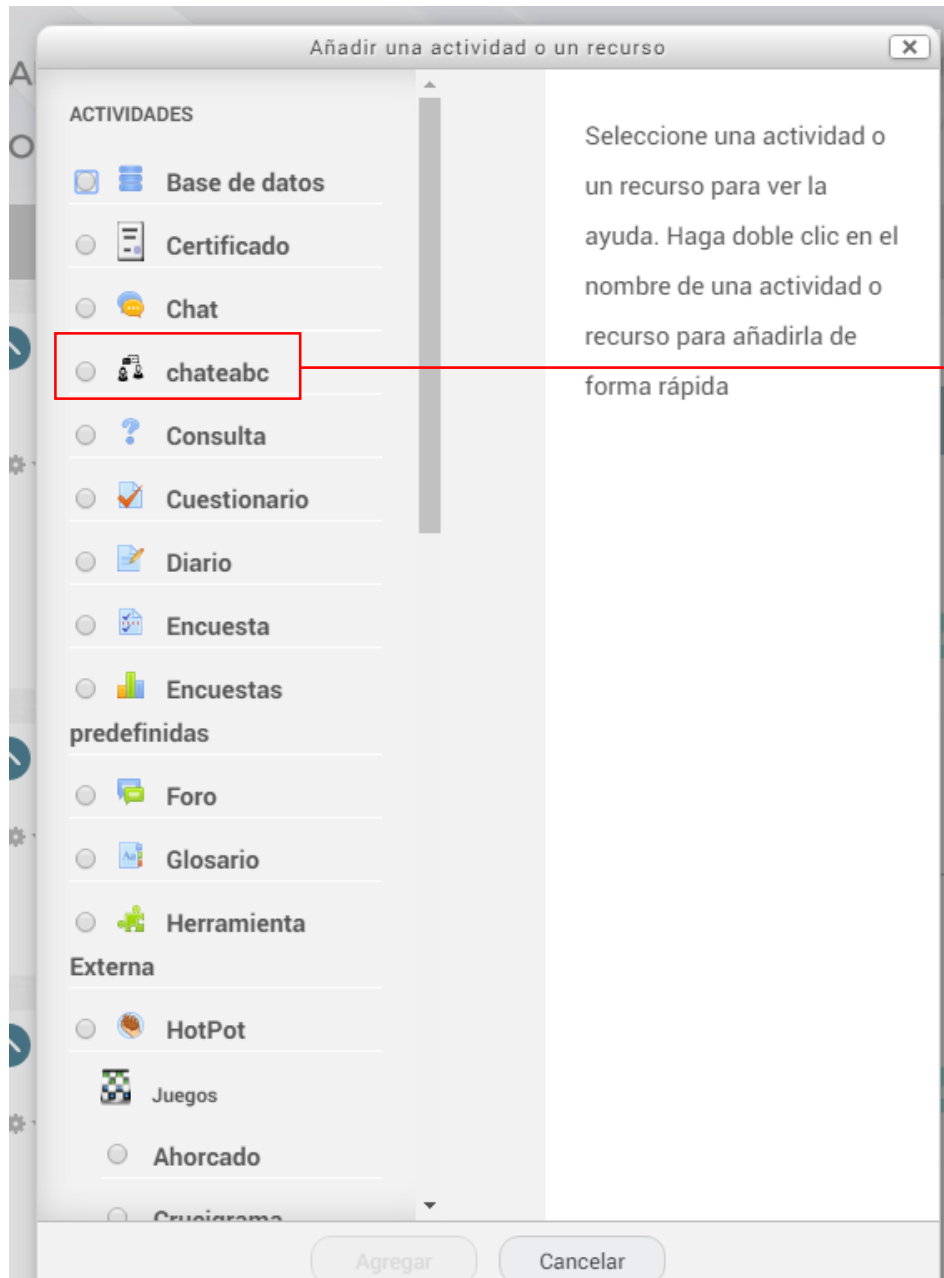 Añadir una actividad o un recurso
A
O
ACTIVIDADES
Base de datos
Certificado
Chat
chateabc
Consulta
Cuestionario
Diario
Encuesta
Encuestas
predefinidas
Foro
Glosario
Herramienta
Externa
HotPot
Juegos
Ahorcado
Crucigrama
Seleccione una actividad o
un recurso para ver la
ayuda. Haga doble clic en el
nombre de una actividad o
recurso para añadirla de
forma rápida
Agregar
Cancelar